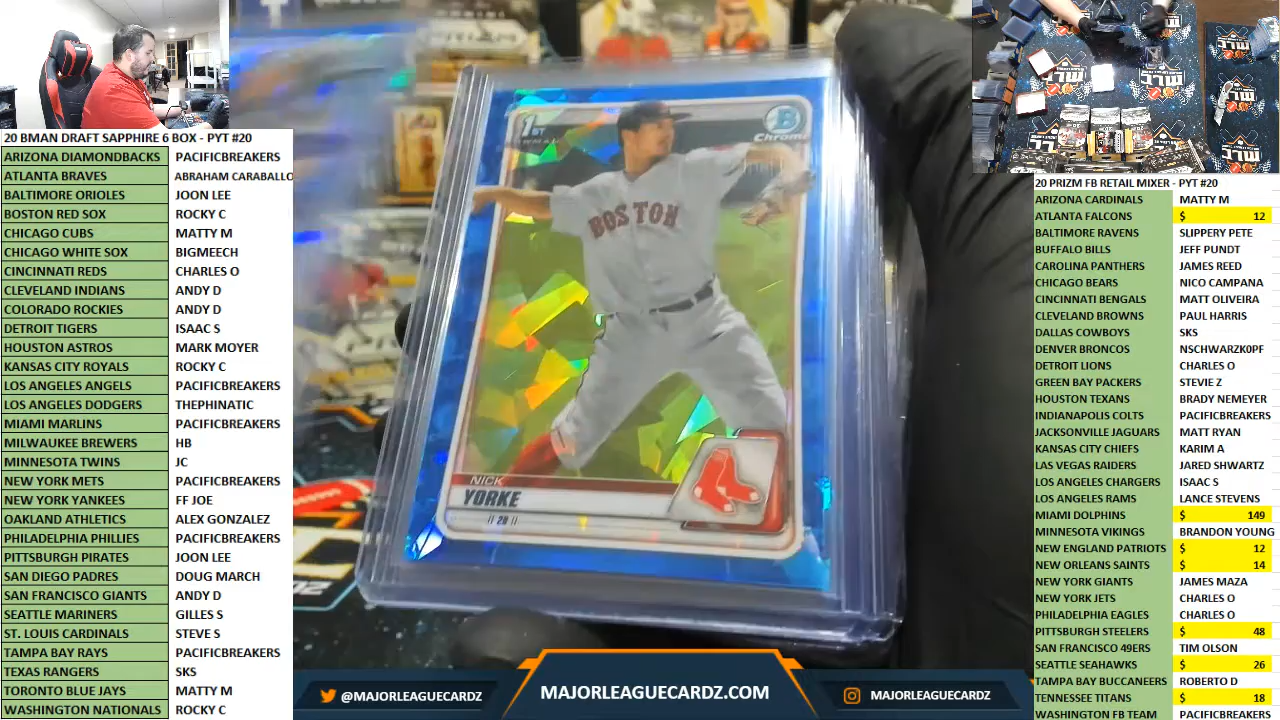 20 BMAN DRAFT SAPPHIRE 6 BOX - PYT #20
ARIZONA DIAMONDBACKS PACIFICBREAKERS
ATLANTA BRAVES ABRAHAM CARABALLO
BALTIMORE ORIOLES JOON LEE
BOSTON RED SOX ROCKY C
CHICAGO CUBS MATTY M
CHICAGO WHITE SOX BIGMEECH
CINCINNATI REDS CHARLES O
CLEVELAND INDIANS ANDY D
COLORADO ROCKIES ANDY D
DETROIT TIGERS ISAAC S
HOUSTON ASTROS MARK MOYER
KANSAS CITY ROYALS ROCKY C
LOS ANGELES ANGELS PACIFICBREAKERS
LOS ANGELES DODGERS THEPHINATIC
MIAMI MARLINS PACIFICBREAKERS
MILWAUKEE BREWERS HB
MINNESOTA TWINS JC
NEW YORK METS PACIFICBREAKERS
NEW YORK YANKEES FF JOE
OAKLAND ATHLETICS ALEX GONZALEZ
PHILADELPHIA PHILLIES PACIFICBREAKERS
PITTSBURGH PIRATES JOON LEE
SAN DIEGO PADRES DOUG MARCH
SAN FRANCISCO GIANTS ANDY D
SEATTLE MARINERS GILLES S
ST. LOUIS CARDINALS STEVE S
TAMPA BAY RAYS PACIFICBREAKERS
TEXAS RANGERS SKS
TORONTO BLUE JAYS MATTY M
WASHINGTON NATIONALS ROCKY C
1ST
B
Chrome
BOSTON
NICK
YORKE
// 2B //
@MAJORLEAGUECARDZ
MAJORLEAGUECARDZ.COM
MAJORLEAGUECARDZ
20 PRIZM FB RETAIL MIXER - PYT #20
ARIZONA CARDINALS MATTY M
ATLANTA FALCONS $ 12
BALTIMORE RAVENS SLIPPERY PETE
BUFFALO BILLS JEFF PUNDT
CAROLINA PANTHERS JAMES REED
CHICAGO BEARS NICO CAMPANA
CINCINNATI BENGALS MATT OLIVEIRA
CLEVELAND BROWNS PAUL HARRIS
DALLAS COWBOYS SKS
DENVER BRONCOS NSCHWARZK0PF
DETROIT LIONS CHARLES O
GREEN BAY PACKERS STEVIE Z
HOUSTON TEXANS BRADY NEMEYER
INDIANAPOLIS COLTS PACIFICBREAKERS
JACKSONVILLE JAGUARS MATT RYAN
KANSAS CITY CHIEFS KARIM A
LAS VEGAS RAIDERS JARED SHWARTZ
LOS ANGELES CHARGERS ISAAC S
LOS ANGELES RAMS LANCE STEVENS
MIAMI DOLPHINS $ 149
MINNESOTA VIKINGS BRANDON YOUNG
NEW ENGLAND PATRIOTS $ 12
NEW ORLEANS SAINTS $ 14
NEW YORK GIANTS JAMES MAZA
NEW YORK JETS CHARLES O
PHILADELPHIA EAGLES CHARLES O
PITTSBURGH STEELERS $ 48
SAN FRANCISCO 49ERS TIM OLSON
SEATTLE SEAHAWKS $ 26
TAMPA BAY BUCCANEERS ROBERTO D
TENNESSEE TITANS $ 18
WASHINGTON FB TEAM PACIFICBREAKERS